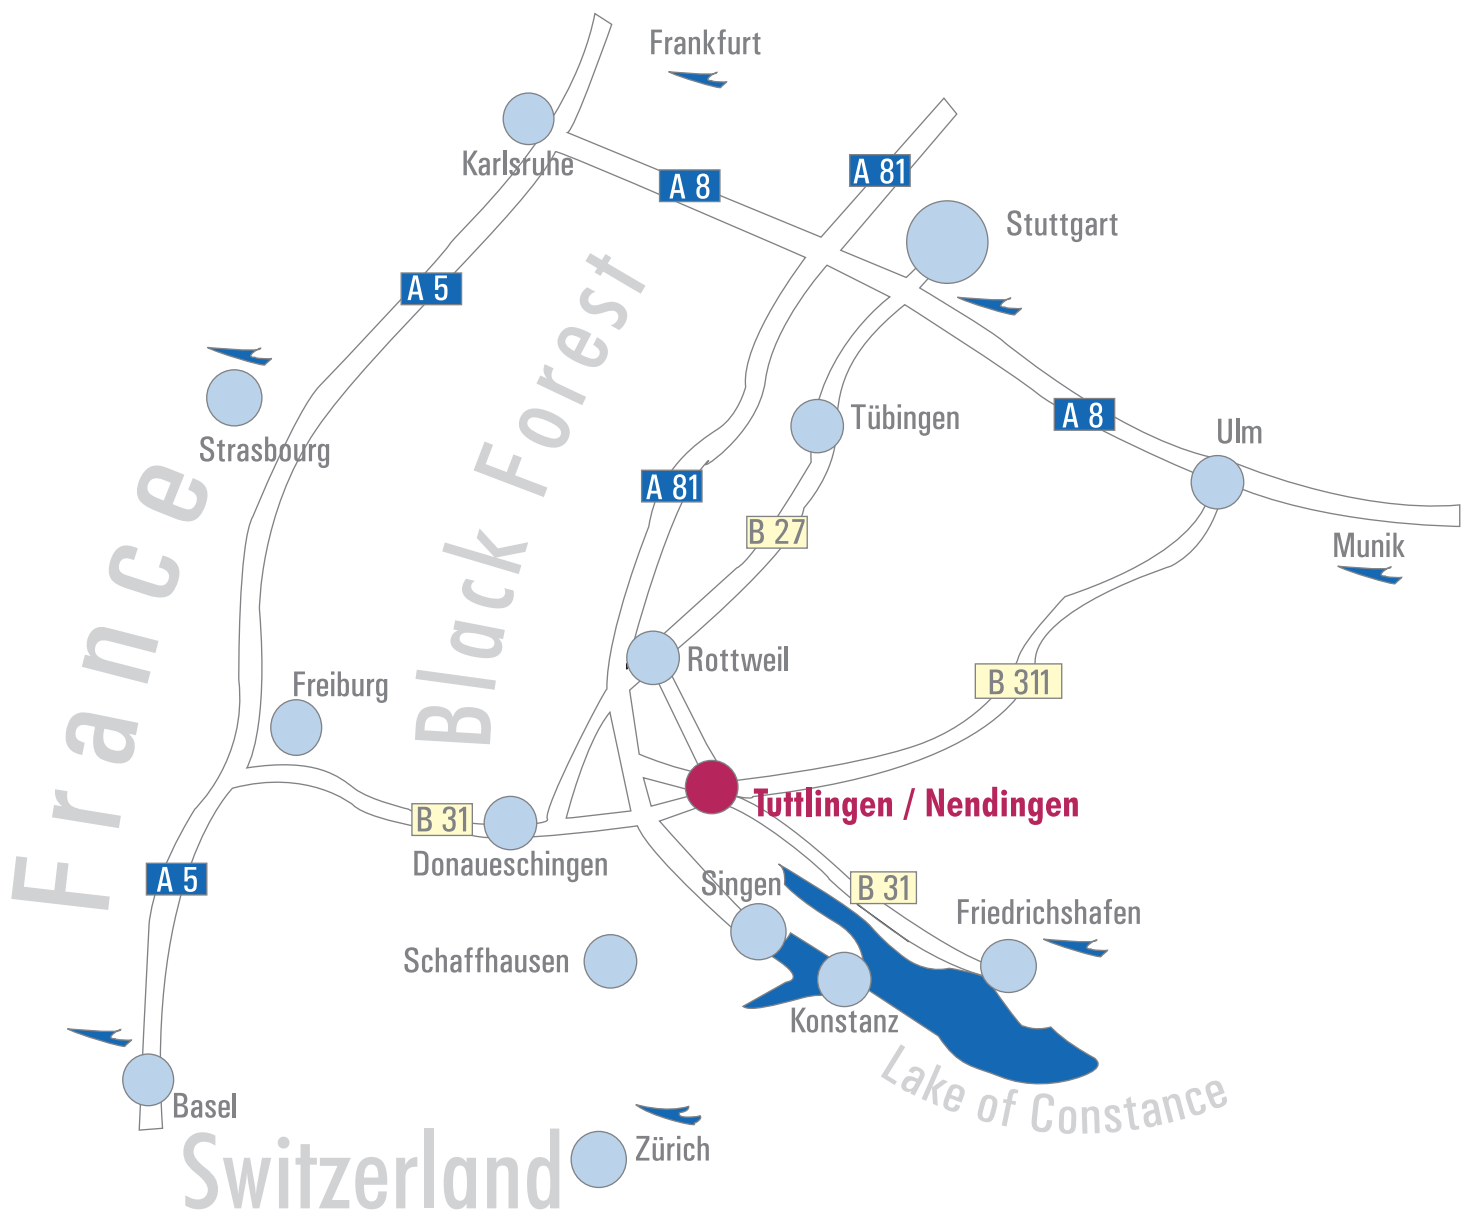 Frankfurt
Karlsruhe
A 8
A 81
Stuttgart
A 5
Black Forest
Strasbourg
France
Tübingen
A 8
Ulm
A 81
B 27
Munik
Rottweil
B 311
Freiburg
Tuttlingen / Nendingen
B 31
Donaueschingen
A 5
Singen
B 31
Friedrichshafen
Schaffhausen
Konstanz
Lake of Constance
Basel
Zürich
Switzerland